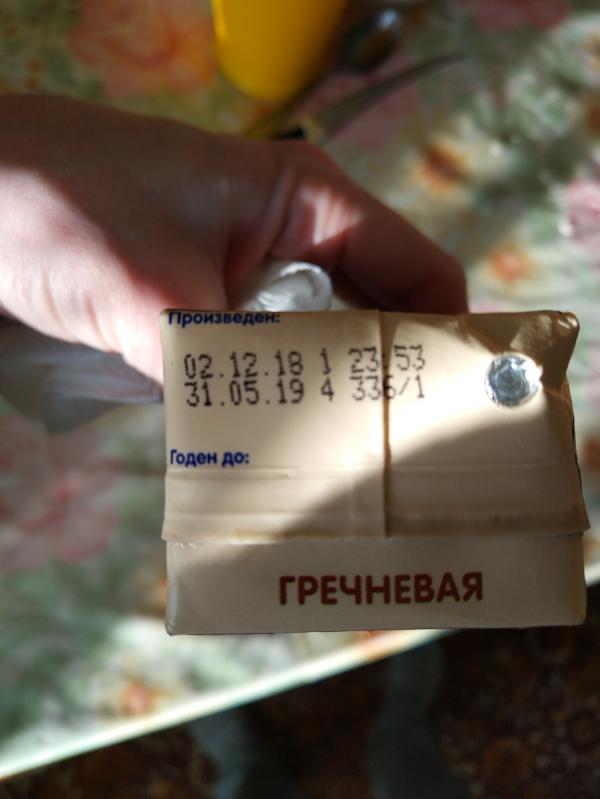 Произведен:
02.12.18 1 23:53
31.05.19 4 336/1
Годен до:
ГРЕЧНЕВАЯ